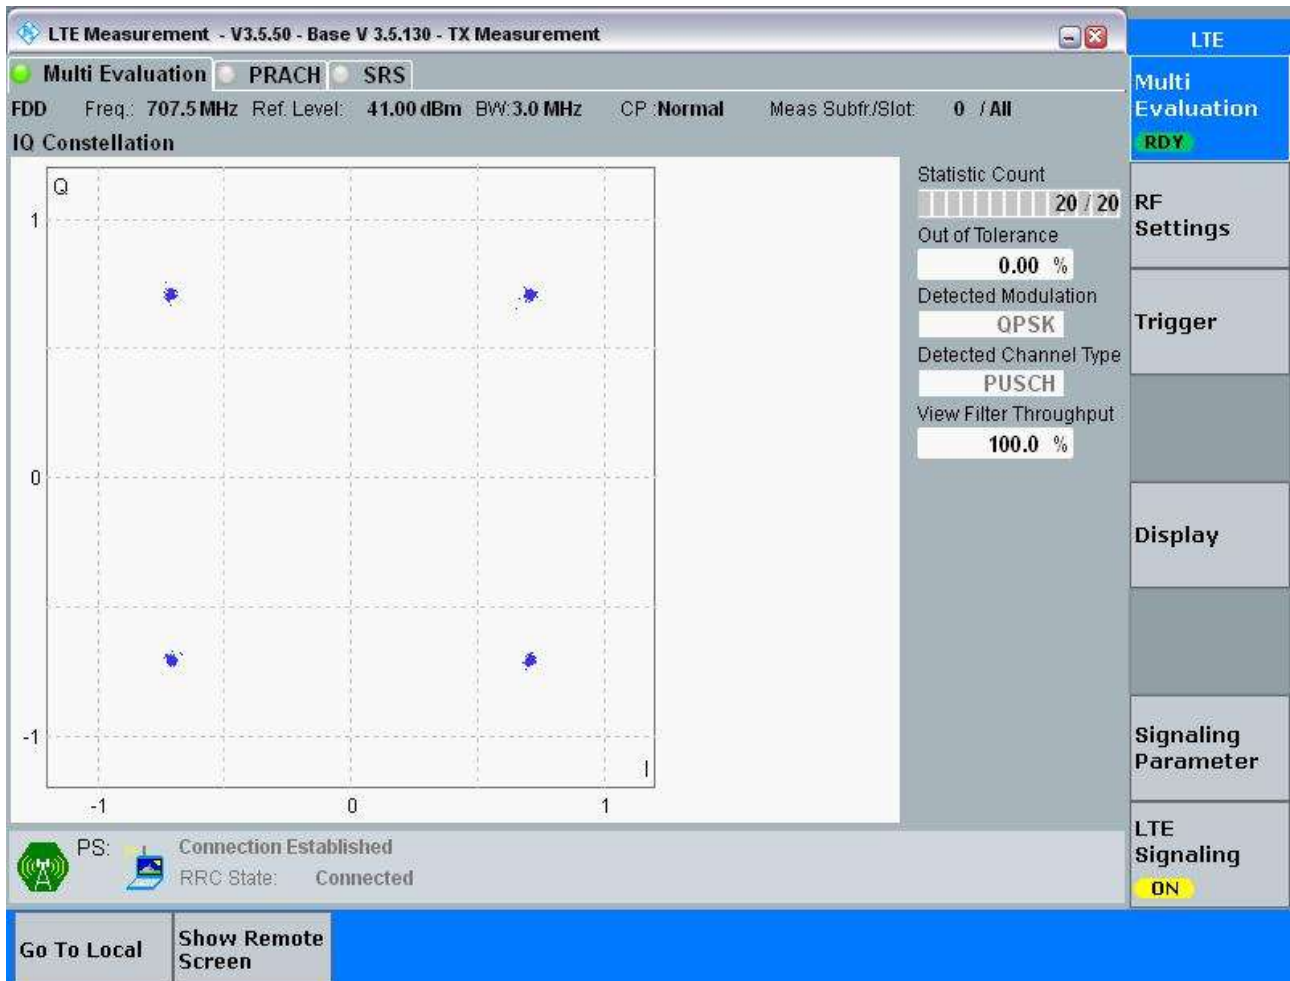 LTE Measurement - V3.5.50 - Base V 3.5.130 - TX Measurement
LTE
Multi Evaluation PRACH SRS
FDD Freq.: 707.5 MHz Ref. Level: 41.00 dBm BW: 3.0 MHz CP : Normal Meas Subfr./Slot: 0 / All
IQ Constellation
Q
1
0
-1
I
-1 0 1
Statistic Count
20 / 20
Out of Tolerance
0.00 %
Detected Modulation
QPSK
Detected Channel Type
PUSCH
View Filter Throughput
100.0 %
Multi
Evaluation
RDY
RF
Settings
Trigger
Display
Signaling
Parameter
LTE
Signaling
ON
PS: Connection Established
RRC State: Connected
Go To Local
Show Remote
Screen